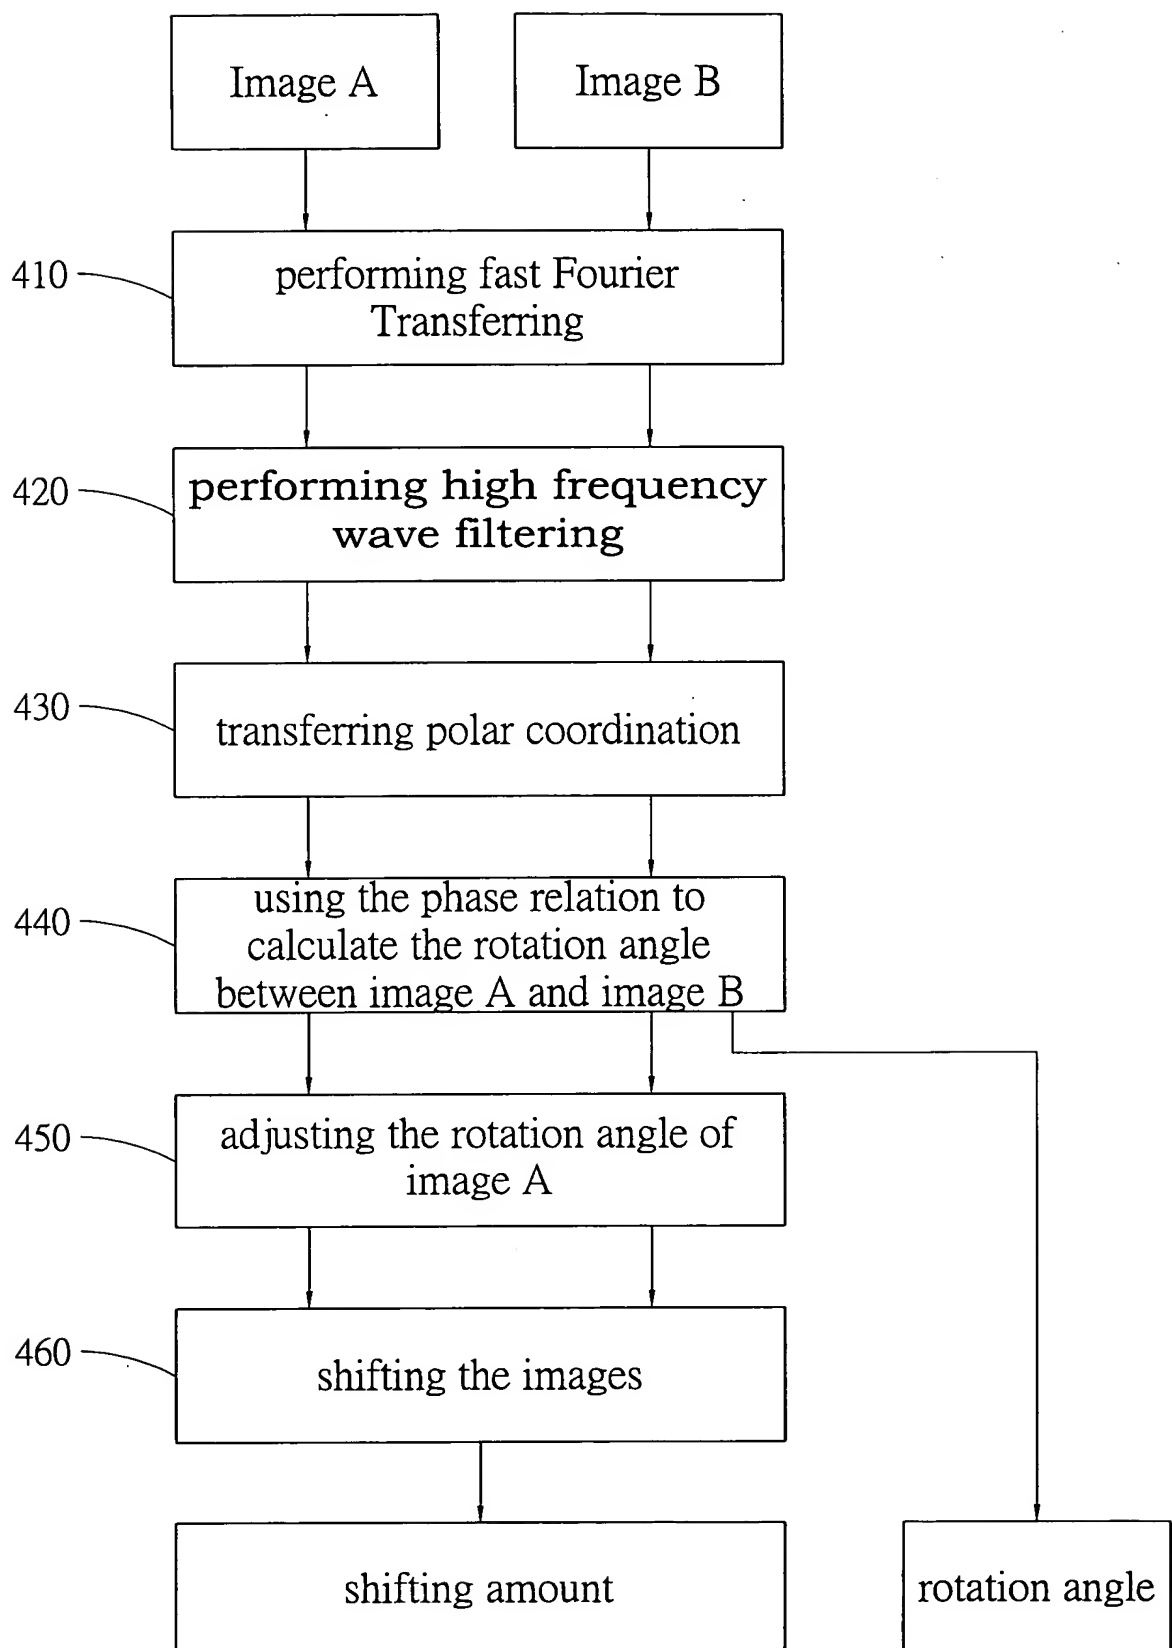 Image A
Image B
410
performing fast Fourier
Transferring
420
performing high frequency
wave filtering
430
transferring polar coordination
440
using the phase relation to
calculate the rotation angle
between image A and image B
450
adjusting the rotation angle of
image A
460
shifting the images
shifting amount
rotation angle